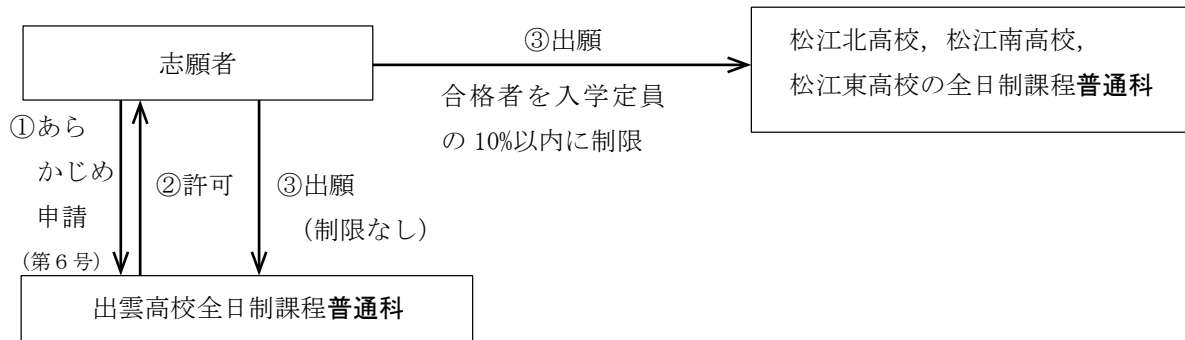 志願者
③出願
合格者を入学定員
の 10%以内に制限
松江北高校，松江南高校，
松江東高校の全日制課程普通科
①あら
かじめ
申請
（第６号）
②許可
③出願
（制限なし）
出雲高校全日制課程普通科